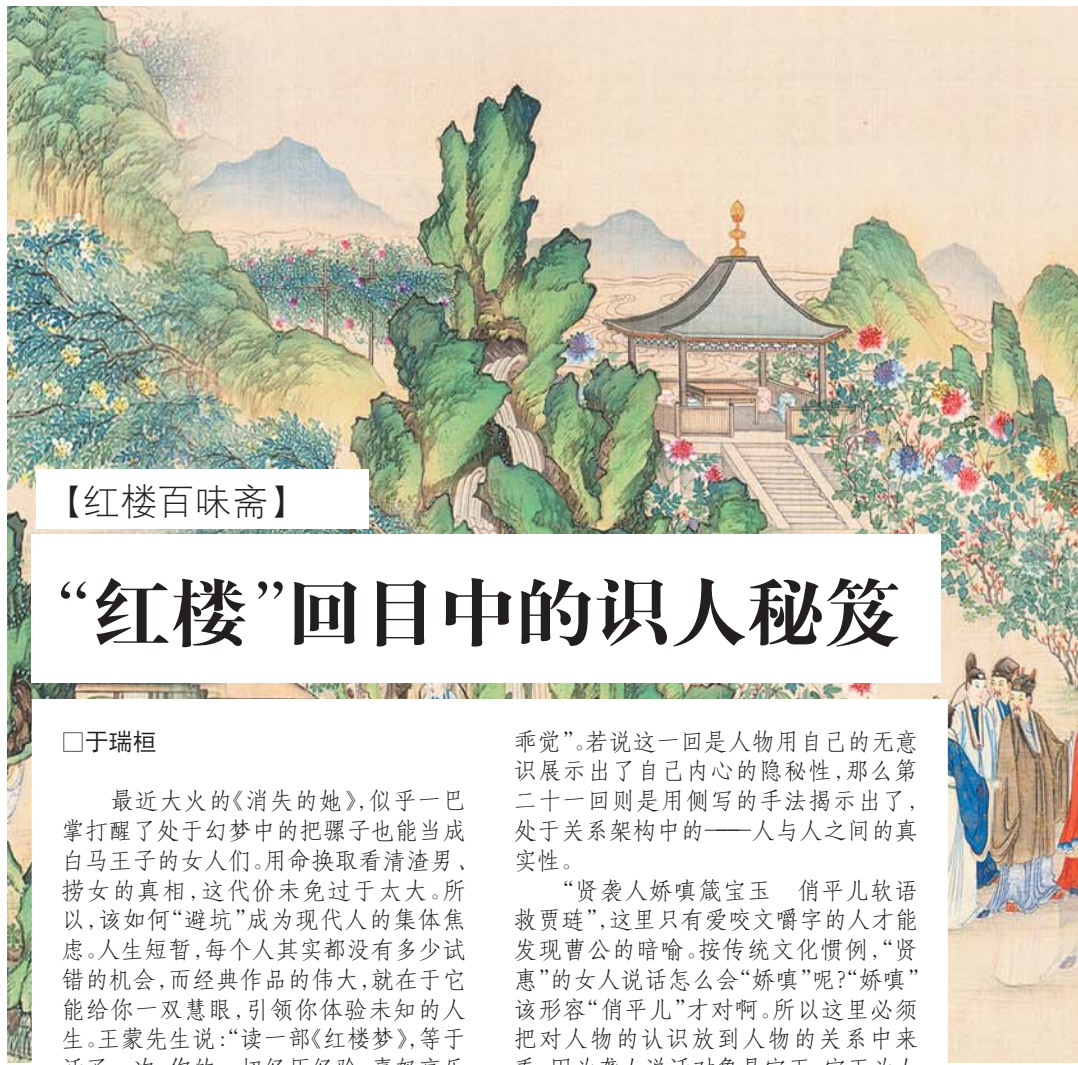 【红楼百味斋】
“红楼”回目中的识人秘笈
□于瑞桓
最近大火的《消失的她》,似乎一巴
掌打醒了处于幻梦中的把骡子也能当成
白马王子的女人们。用命换取看清渣男、
捞女的真相,这代价未免过于太大。所
以,该如何“避坑”成为现代人的集体焦
虑。人生短暂,每个人其实都没有多少试
错的机会,而经典作品的伟大,就在于它
能给你一双慧眼,引领你体验未知的人
生。王蒙先生说:“读一部《红楼梦》,等于
乖觉”。若说这一回是人物用自己的无意
识展示出了自己内心的隐秘性,那么第
二十一回则是用侧写的手法揭示出了,
处于关系架构中的——人与人之间的真
实性。
“贤袭人娇嗔箴宝玉　俏平儿软语
救贾琏”,这里只有爱咬文嚼字的人才能
发现曹公的暗喻。按传统文化惯例,“贤
惠”的女人说话怎么会“娇嗔”呢?“娇嗔”
该形容“俏平儿”才对啊。所以这里必须
把对人物的认识放到人物的关系中来